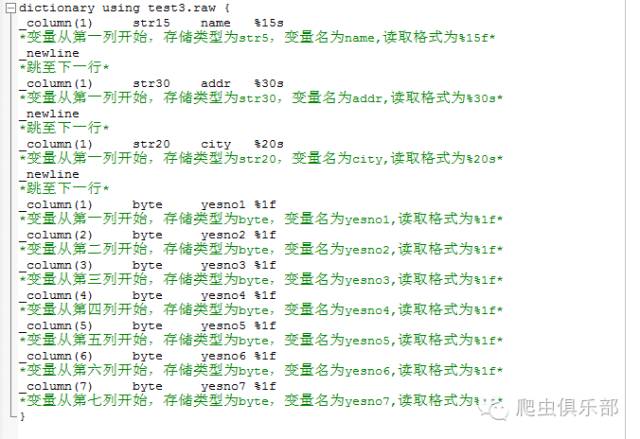 dictionary using test3.raw {
_column(1) str15 name %15s
*变量从第一列开始，存储类型为str5，变量名为name,读取格式为%15f*
_newline
*跳至下一行*
_column(1) str30 addr %30s
*变量从第一列开始，存储类型为str30，变量名为addr,读取格式为%30s*
_newline
*跳至下一行*
_column(1) str20 city %20s
*变量从第一列开始，存储类型为str20，变量名为city,读取格式为%20s*
_newline
*跳至下一行*
_column(1) byte yesno1 %1f
*变量从第一列开始，存储类型为byte，变量名为yesno1,读取格式为%1f*
_column(2) byte yesno2 %1f
*变量从第二列开始，存储类型为byte，变量名为yesno2,读取格式为%1f*
_column(3) byte yesno3 %1f
*变量从第三列开始，存储类型为byte，变量名为yesno3,读取格式为%1f*
_column(4) byte yesno4 %1f
*变量从第四列开始，存储类型为byte，变量名为yesno4,读取格式为%1f*
_column(5) byte yesno5 %1f
*变量从第五列开始，存储类型为byte，变量名为yesno5,读取格式为%1f*
_column(6) byte yesno6 %1f
*变量从第六列开始，存储类型为byte，变量名为yesno6,读取格式为%1f*
_column(7) byte yesno7 %1f
*变量从第七列开始，存储类型为byte，变量名为yesno7,读取格式为
爬虫俱乐部
}